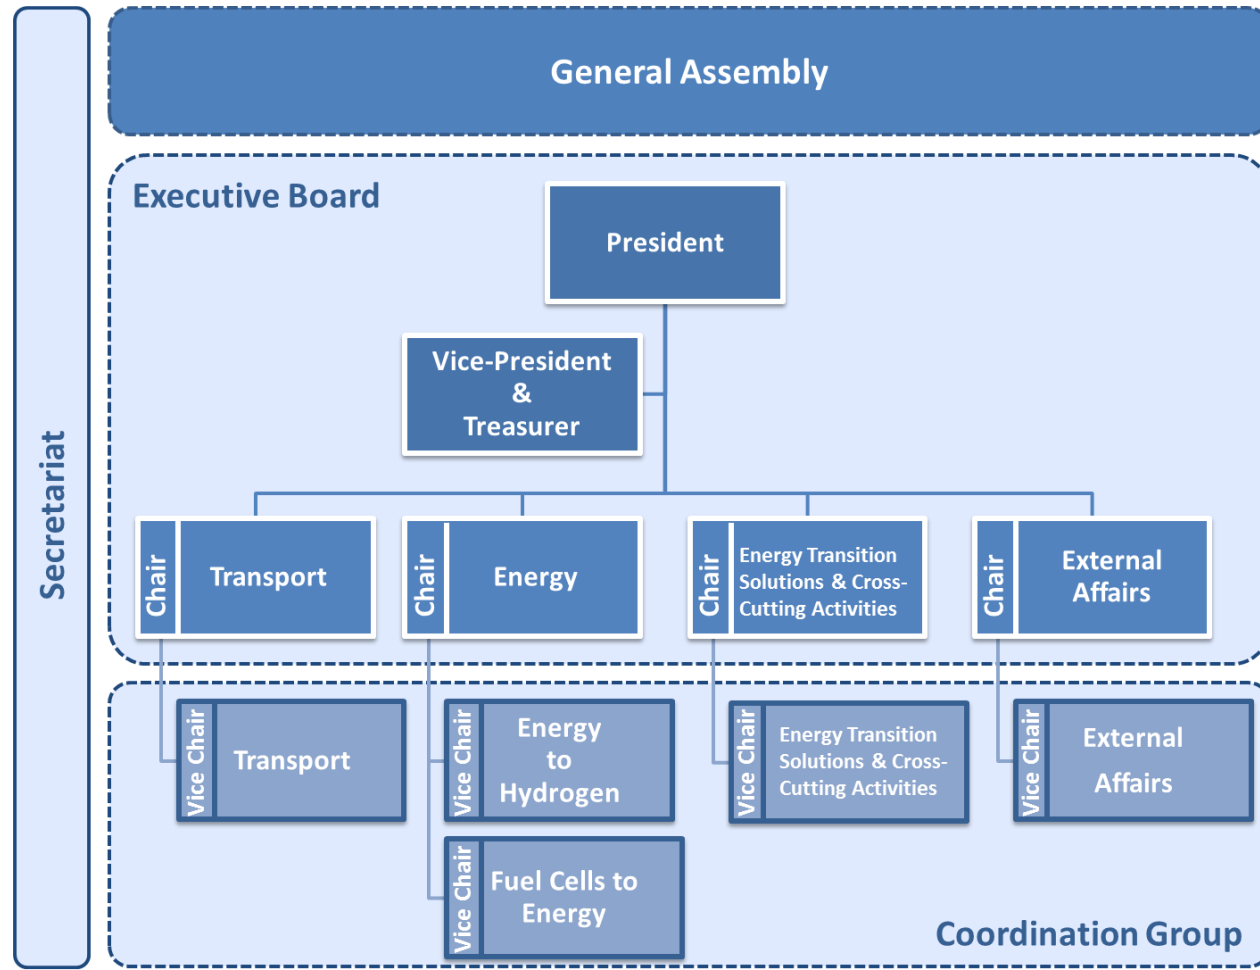 General Assembly
Executive Board
President
Vice-President
&
Treasurer
Secretariat
Chair
Transport
Chair
Energy
Chair
Energy Transition
Solutions & Cross-
Cutting Activities
Chair
External
Affairs
Vice Chair
Transport
Vice Chair
Energy
to
Hydrogen
Vice Chair
Energy Transition
Solutions & Cross-
Cutting Activities
Vice Chair
External
Affairs
Vice Chair
Fuel Cells to
Energy
Coordination Group